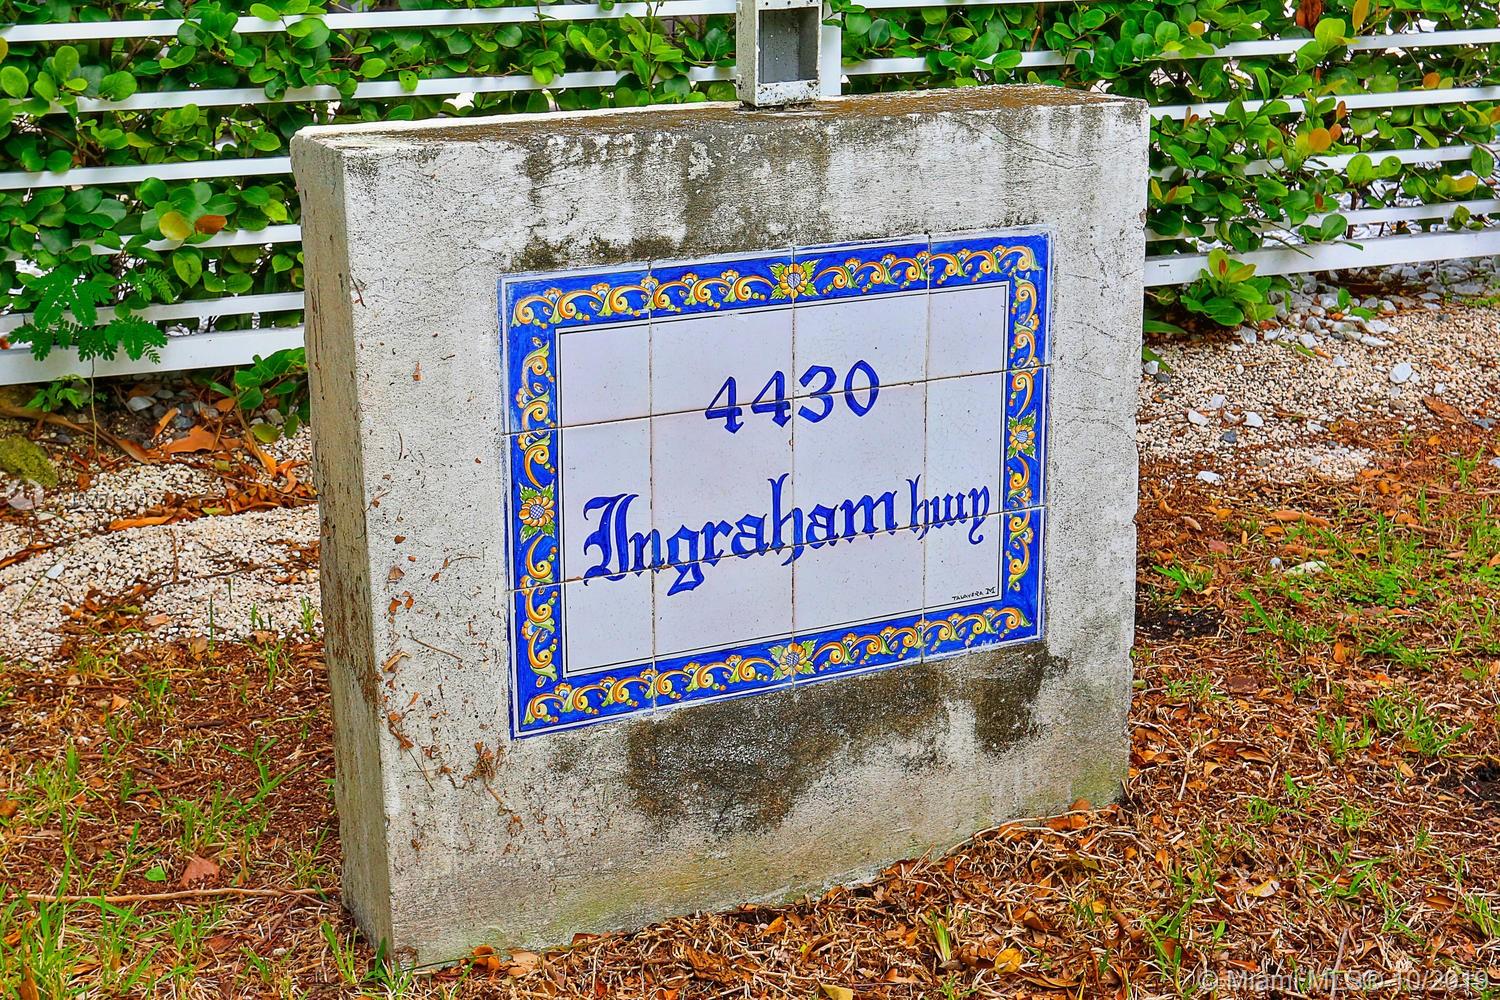 4430
Ingraham hwy
TALAVERA M
© Miami MLS® 10/2019